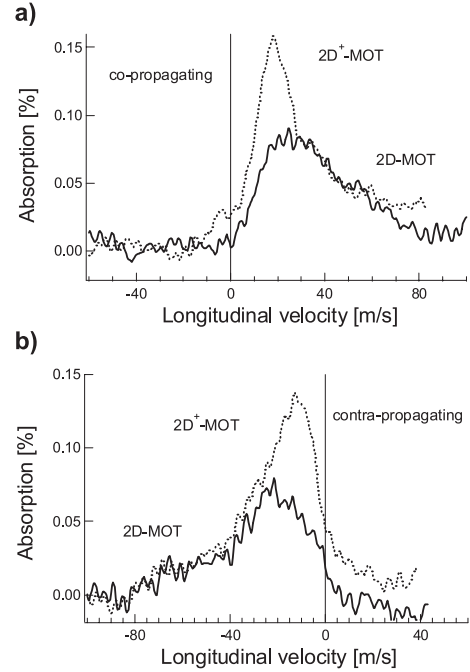 a)
0.15
2D⁺-MOT
co-propagating
0.10
2D-MOT
0.05
0.00
Absorption [%]
-40 0 40 80
Longitudinal velocity [m/s]
b)
0.15
contra-propagating
2D⁺-MOT
0.10
0.05
2D-MOT
0.00
Absorption [%]
-80 -40 0 40
Longitudinal velocity [m/s]